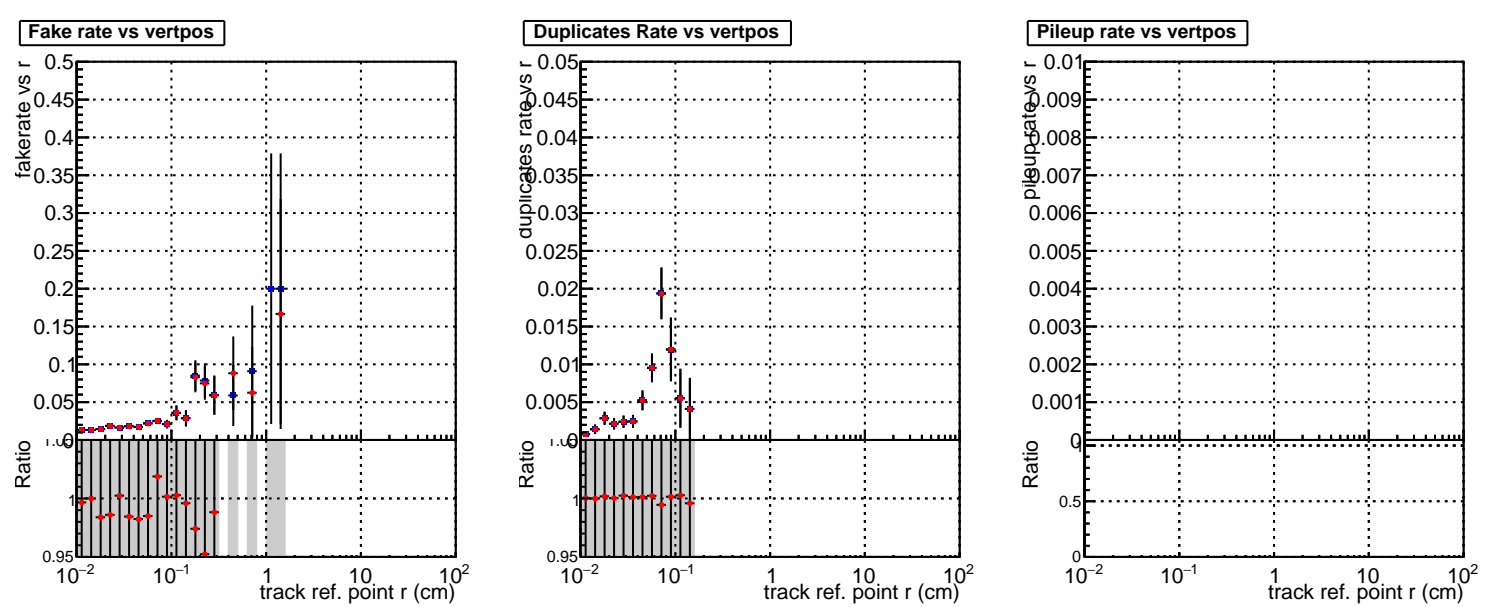 Fake rate vs vertpos
fakerate vs r
0.5
0.45
0.4
0.35
0.3
0.25
0.2
0.15
0.1
0.05
0
Ratio
1
0.95
10⁻² 10⁻¹ 1 10 10²
track ref. point r (cm)
Duplicates Rate vs vertpos
duplicates rate vs r
0.05
0.045
0.04
0.035
0.03
0.025
0.02
0.015
0.01
0.005
0
Ratio
1
0.95
10⁻² 10⁻¹ 1 10 10²
track ref. point r (cm)
Pileup rate vs vertpos
pileup rate vs r
0.01
0.009
0.008
0.007
0.006
0.005
0.004
0.003
0.002
0.001
0
Ratio
1
0.5
0
10⁻² 10⁻¹ 1 10 10²
track ref. point r (cm)